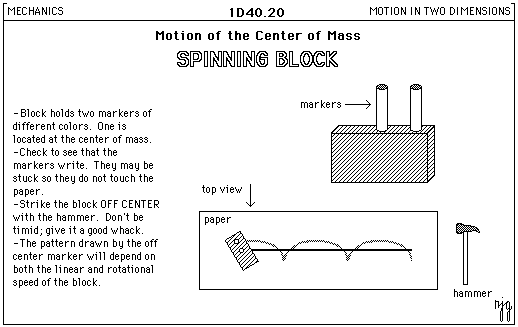 MECHANICS
1D40.20
MOTION IN TWO DIMENSIONS
Motion of the Center of Mass
SPINNING BLOCK
markers
-Block holds two markers of
different colors. One is
located at the center of mass.
-Check to see that the
markers write. They may be
stuck so they do not touch the
paper.
-Strike the block OFF CENTER
with the hammer. Don't be
timid; give it a good whack.
-The pattern drawn by the off
center marker will depend on
both the linear and rotational
speed of the block.
top view
paper
hammer
njg